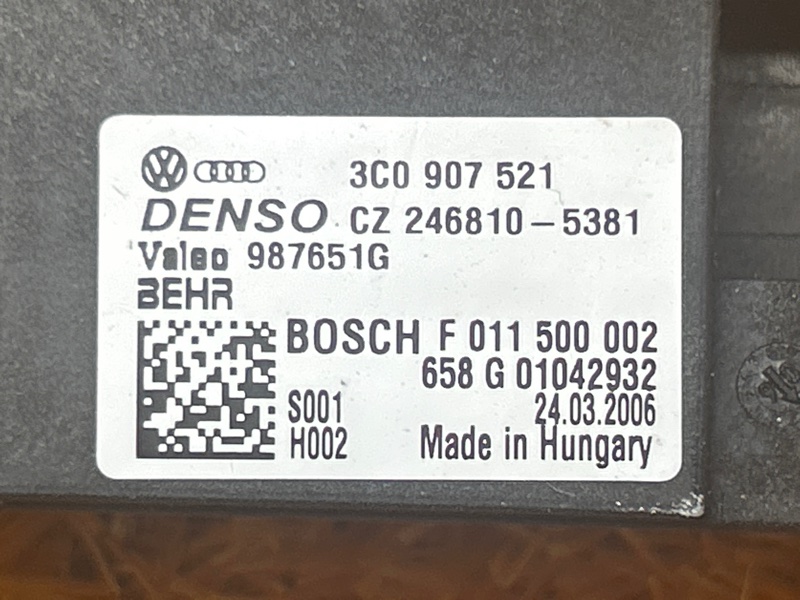 3C0 907 521
DENSO CZ 246810-5381
Valeo 987651G
BEHR
BOSCH F 011 500 002
658 G 01042932
S001 24.03.2006
H002 Made in Hungary